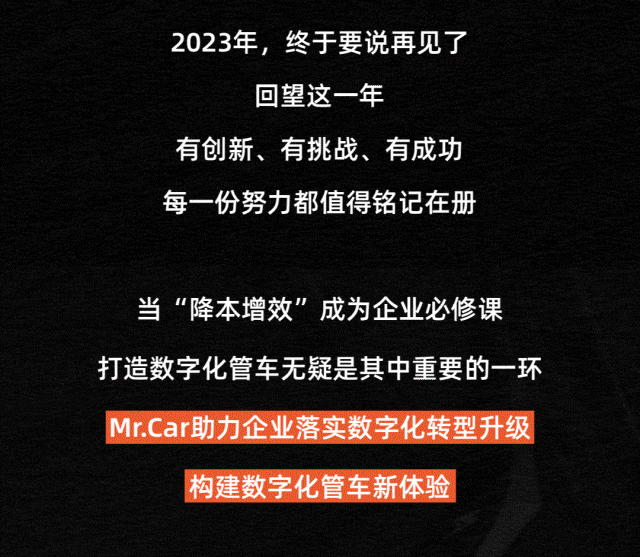 2023年，终于要说再见了
回望这一年
有创新、有挑战、有成功
每一份努力都值得铭记在册
当“降本增效”成为企业必修课
打造数字化管车无疑是其中重要的一环
Mr.Car助力企业落实数字化转型升级
构建数字化管车新体验